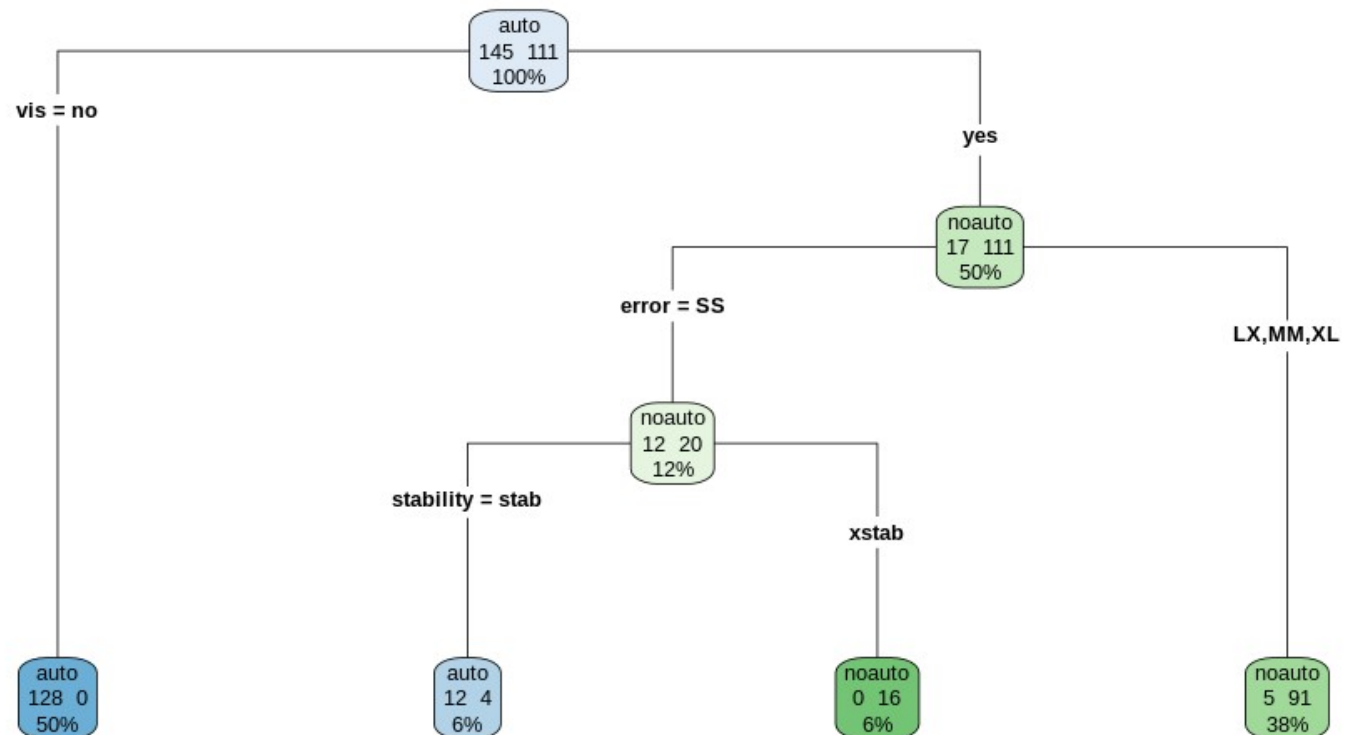 auto
145 111
100%
vis = no
yes
noauto
17 111
50%
error = SS
LX,MM,XL
noauto
12 20
12%
stability = stab
xstab
auto
128 0
50%
auto
12 4
6%
noauto
0 16
6%
noauto
5 91
38%